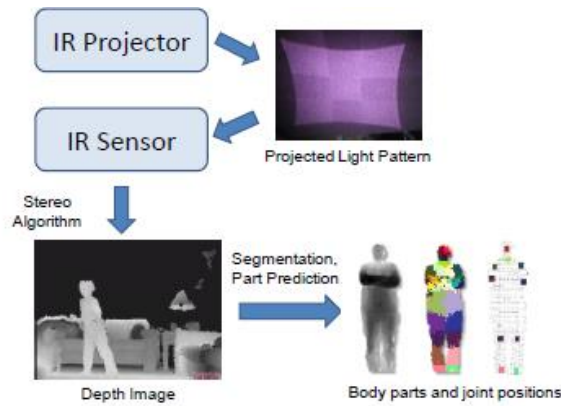 IR Projector
IR Sensor
Projected Light Pattern
Stereo
Algorithm
Segmentation,
Part Prediction
Depth Image
Body parts and joint positions